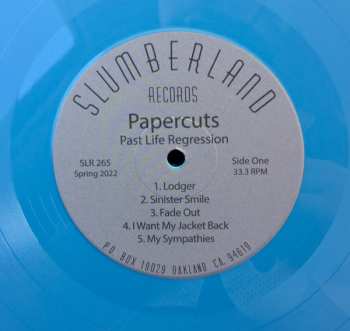 SLUMBERLAND
RECORDS
Papercuts
Past Life Regression
SLR 265
Spring 2022
Side One
33.3 RPM
1. Lodger
2. Sinister Smile
3. Fade Out
4. I Want My Jacket Back
5. My Sympathies
P.O. BOX 19029 OAKLAND CA. 94619